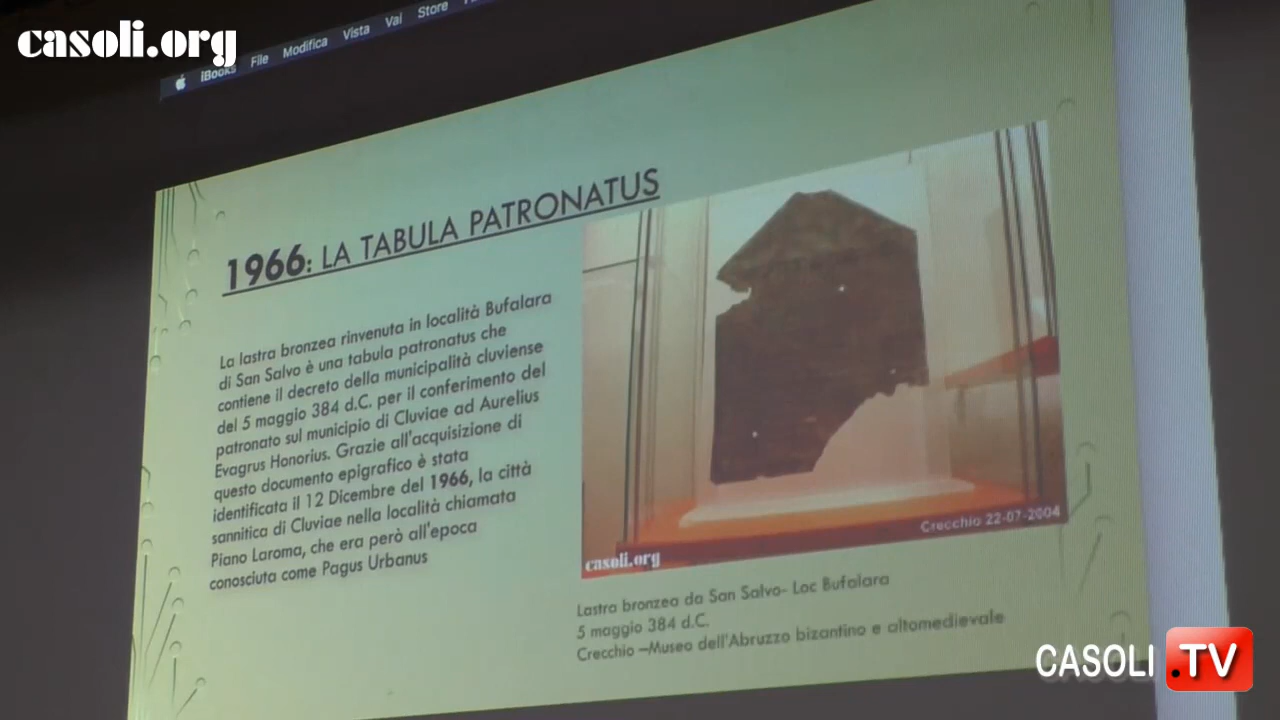 casoli.org
iBooks File Modifica Vista Vai Store
1966: LA TABULA PATRONATUS
La lastra bronzea rinvenuta in località Bufalara
di San Salvo è una tabula patronatus che
contiene il decreto della municipalità cluviense
del 5 maggio 384 d.C. per il conferimento del
patronato sul municipio di Cluviae ad Aurelius
Evagrus Honorius. Grazie all'acquisizione di
questo documento epigrafico è stata
identificata il 12 Dicembre del 1966, la città
sannitica di Cluviae nella località chiamata
Piano Laroma, che era però all'epoca
conosciuta come Pagus Urbanus
Crecchio 22-07-2004
casoli.org
Lastra bronzea da San Salvo- Loc Bufalara
5 maggio 384 d.C.
Crecchio –Museo dell'Abruzzo bizantino e altomedievale
CASOLI.TV